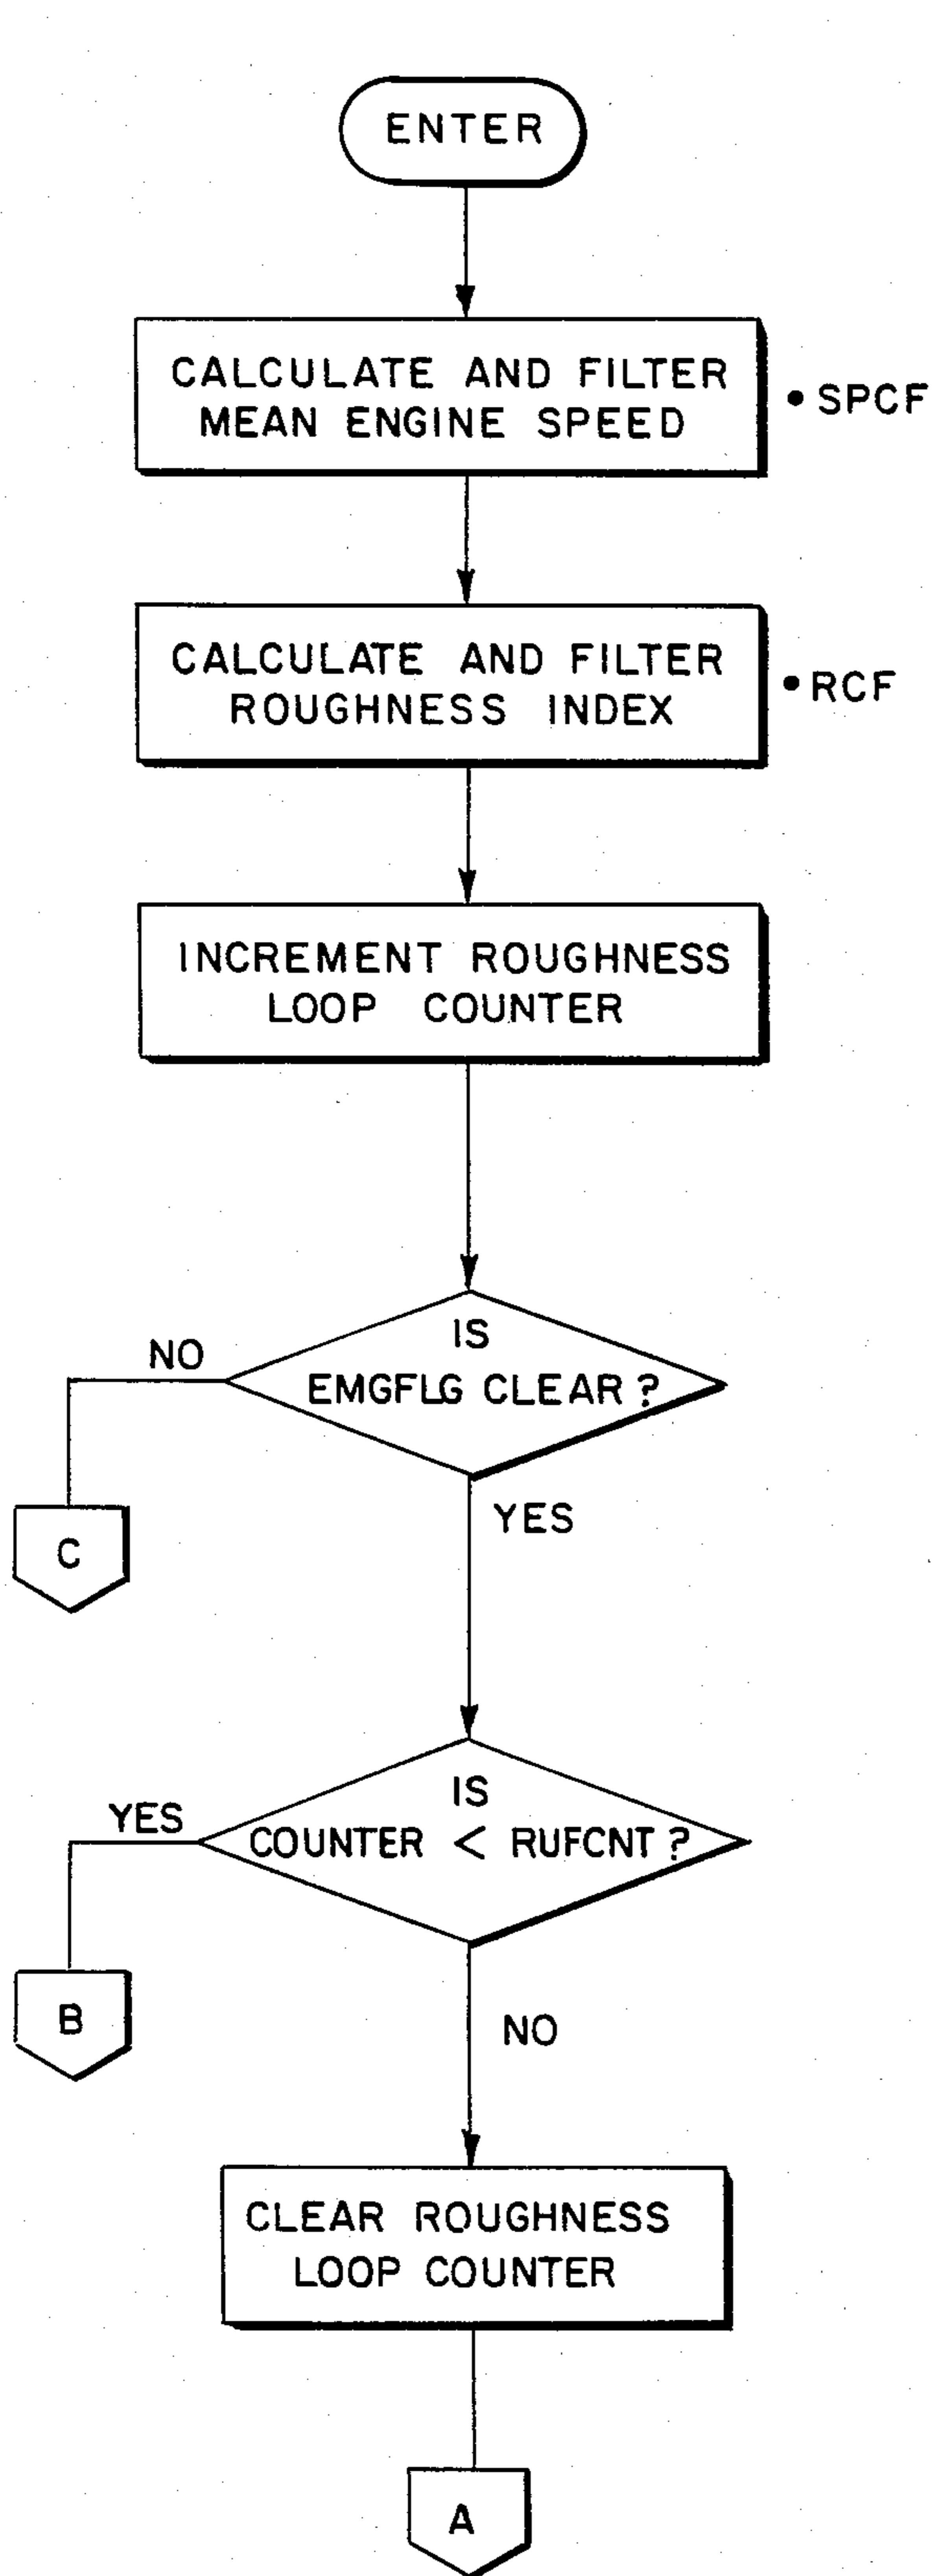 ENTER
CALCULATE AND FILTER
MEAN ENGINE SPEED
• SPCF
CALCULATE AND FILTER
ROUGHNESS INDEX
• RCF
INCREMENT ROUGHNESS
LOOP COUNTER
IS
EMGFLG CLEAR?
NO
C
YES
IS
COUNTER < RUFCNT?
YES
B
NO
CLEAR ROUGHNESS
LOOP COUNTER
A